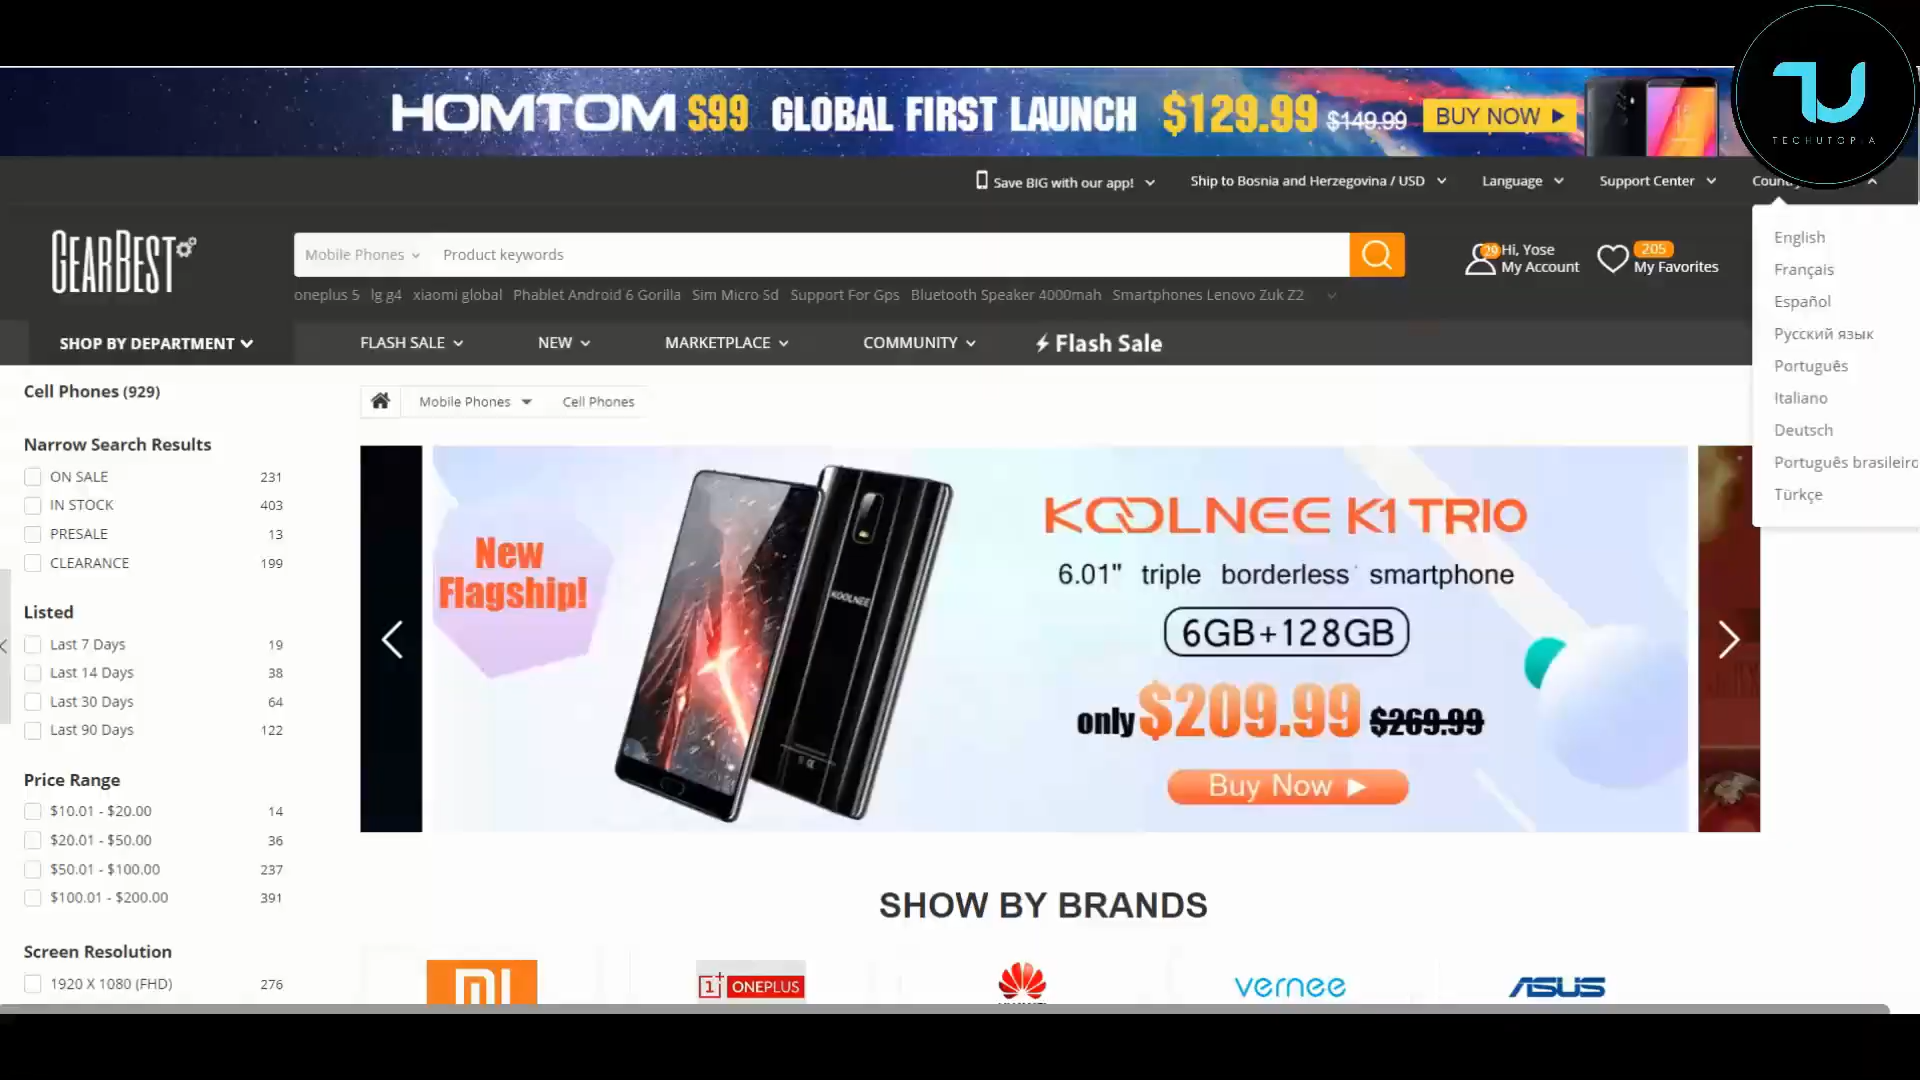 HOMTOM S99 GLOBAL FIRST LAUNCH $129.99 $149.99 BUY NOW
TECHUTOPIA
Save BIG with our app! Ship to Bosnia and Herzegovina / USD Language Support Center
GEARBEST
Mobile Phones Product keywords
29 Hi, Yose
My Account
205
My Favorites
oneplus 5 lg g4 xiaomi global Phablet Android 6 Gorilla Sim Micro Sd Support For Gps Bluetooth Speaker 4000mah Smartphones Lenovo Zuk Z2
SHOP BY DEPARTMENT FLASH SALE NEW MARKETPLACE COMMUNITY Flash Sale
English
Français
Español
Русский язык
Português
Italiano
Deutsch
Português brasileiro
Türkçe
Cell Phones (929)
Narrow Search Results
ON SALE 231
IN STOCK 403
PRESALE 13
CLEARANCE 199
Listed
Last 7 Days 19
Last 14 Days 38
Last 30 Days 64
Last 90 Days 122
Price Range
$10.01 - $20.00 14
$20.01 - $50.00 36
$50.01 - $100.00 237
$100.01 - $200.00 391
Screen Resolution
1920 X 1080 (FHD) 276
Mobile Phones Cell Phones
New
Flagship!
KOOLNEE
KOOLNEE K1 TRIO
6.01" triple borderless smartphone
6GB+128GB
only $209.99 $269.99
Buy Now
SHOW BY BRANDS
MI ONEPLUS vernee ASUS